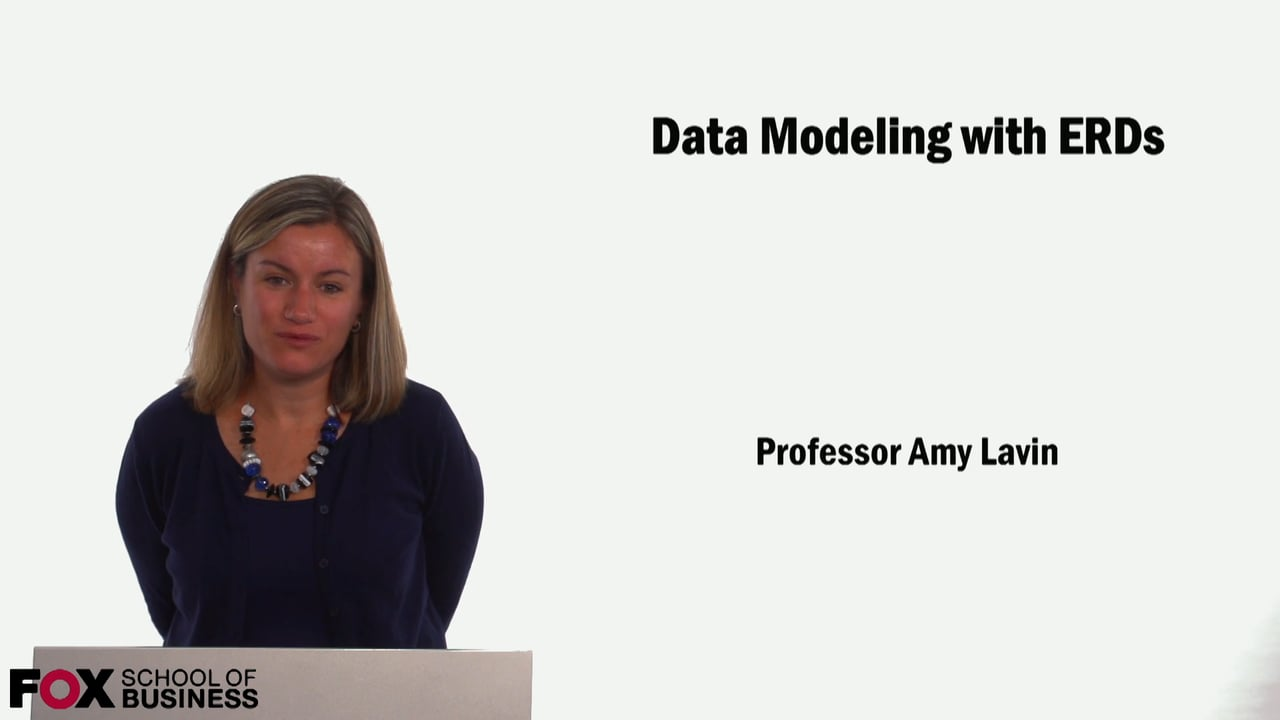 Data Modeling with ERDs
Professor Amy Lavin
FOX SCHOOL OF
BUSINESS